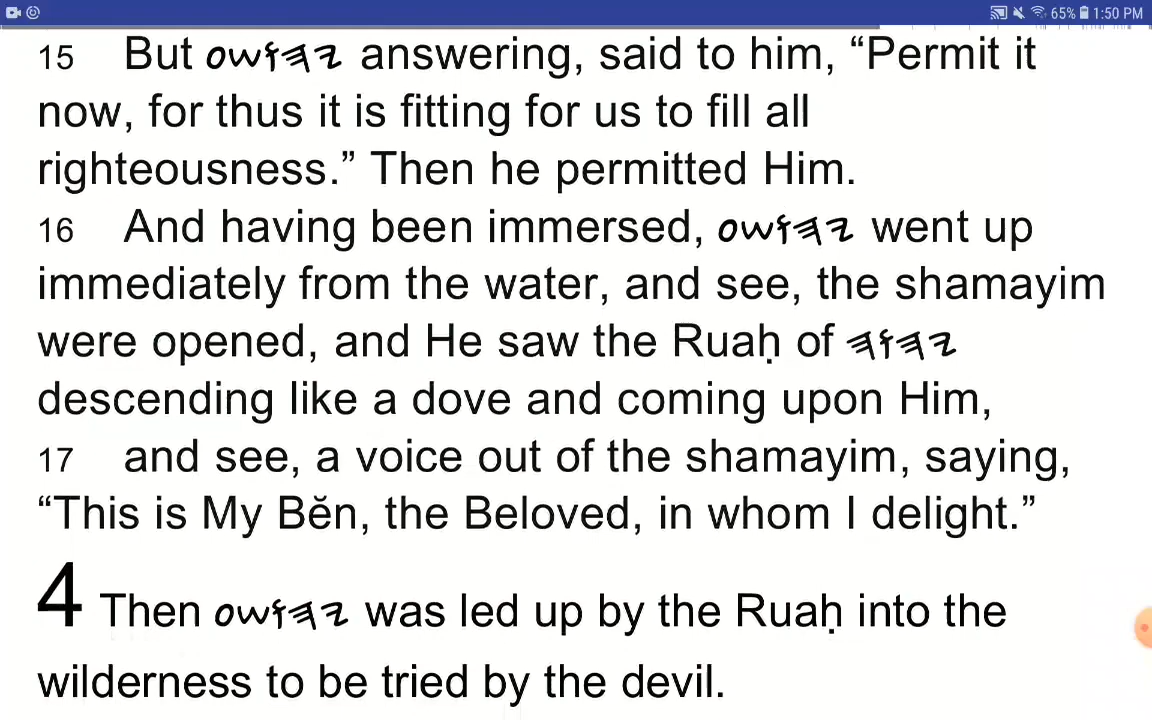 65% 1:50 PM
15 But 𐤉𐤄𐤅𐤔𐤏 answering, said to him, “Permit it
now, for thus it is fitting for us to fill all
righteousness.” Then he permitted Him.
16 And having been immersed, 𐤉𐤄𐤅𐤔𐤏 went up
immediately from the water, and see, the shamayim
were opened, and He saw the Ruaḥ of 𐤉𐤄𐤅𐤄
descending like a dove and coming upon Him,
17 and see, a voice out of the shamayim, saying,
“This is My Bĕn, the Beloved, in whom I delight.”
4 Then 𐤉𐤄𐤅𐤔𐤏 was led up by the Ruaḥ into the
wilderness to be tried by the devil.